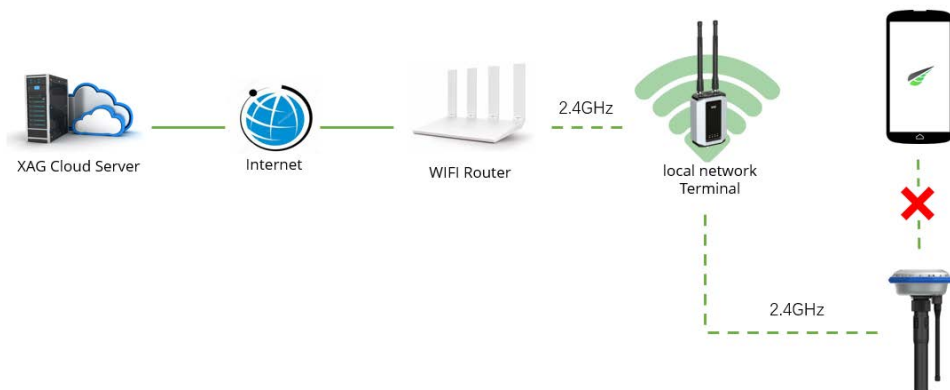 2.4GHz
XAG Cloud Server
Internet
WIFI Router
local network
Terminal
2.4GHz